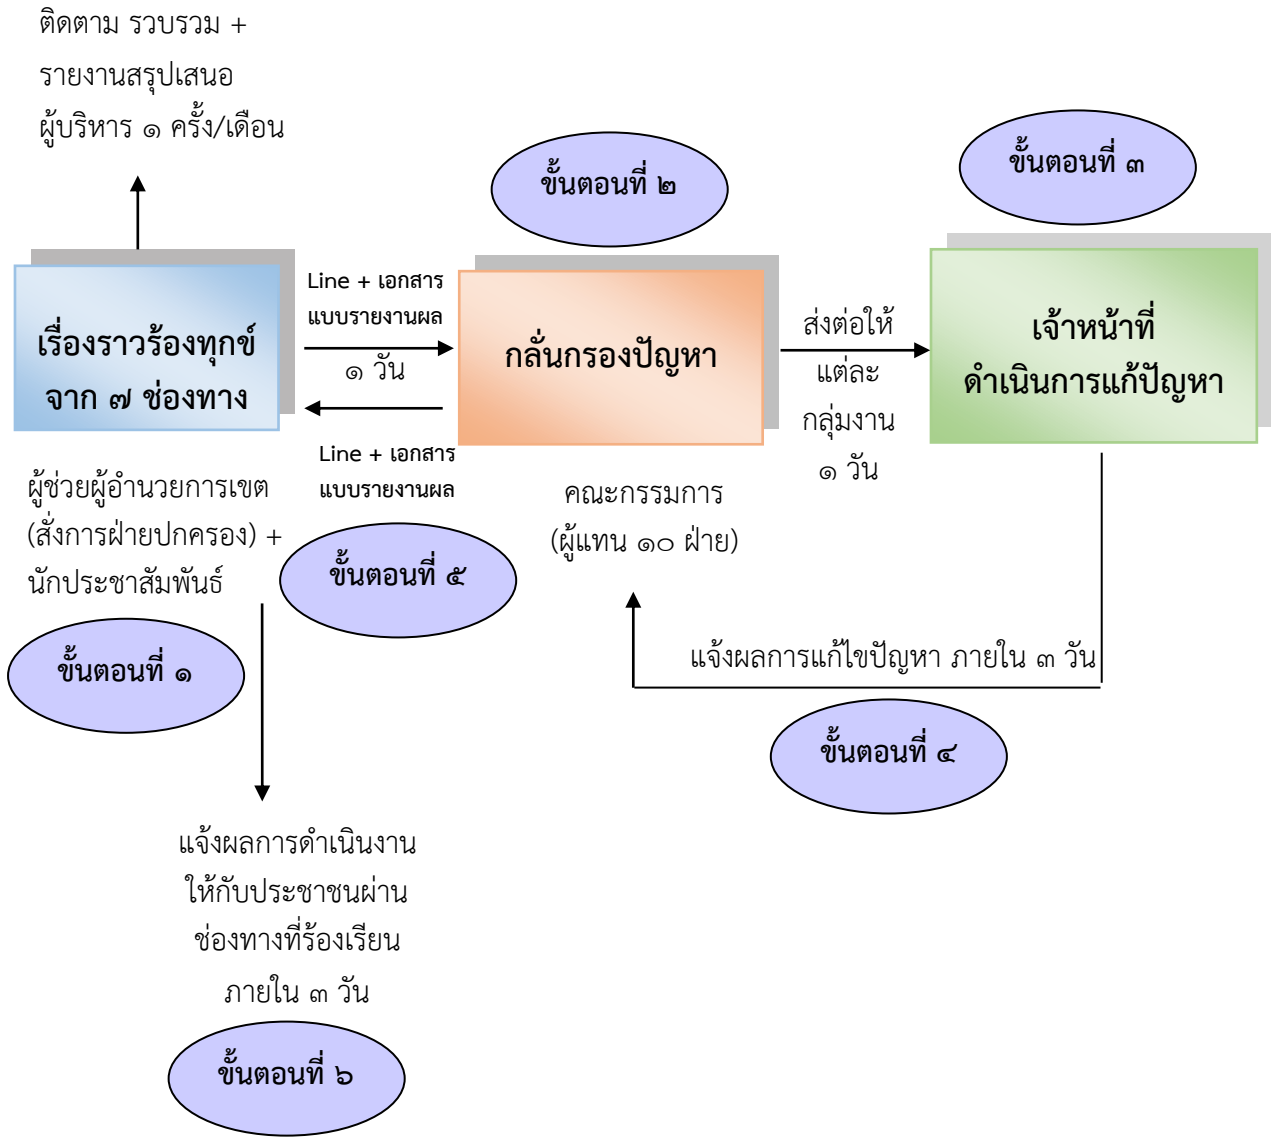 ติดตาม รวบรวม +
รายงานสรุปเสนอ
ผู้บริหาร ๑ ครั้ง/เดือน
ขั้นตอนที่ ๒
ขั้นตอนที่ ๓
เรื่องราวร้องทุกข์
จาก ๗ ช่องทาง
Line + เอกสาร
แบบรายงานผล
๑ วัน
Line + เอกสาร
แบบรายงานผล
กลั่นกรองปัญหา
ส่งต่อให้
แต่ละ
กลุ่มงาน
๑ วัน
เจ้าหน้าที่
ดำเนินการแก้ปัญหา
ผู้ช่วยผู้อำนวยการเขต
(สั่งการฝ่ายปกครอง) +
นักประชาสัมพันธ์
คณะกรรมการ
(ผู้แทน ๑๐ ฝ่าย)
ขั้นตอนที่ ๕
ขั้นตอนที่ ๑
แจ้งผลการแก้ไขปัญหา ภายใน ๓ วัน
ขั้นตอนที่ ๔
แจ้งผลการดำเนินงาน
ให้กับประชาชนผ่าน
ช่องทางที่ร้องเรียน
ภายใน ๓ วัน
ขั้นตอนที่ ๖